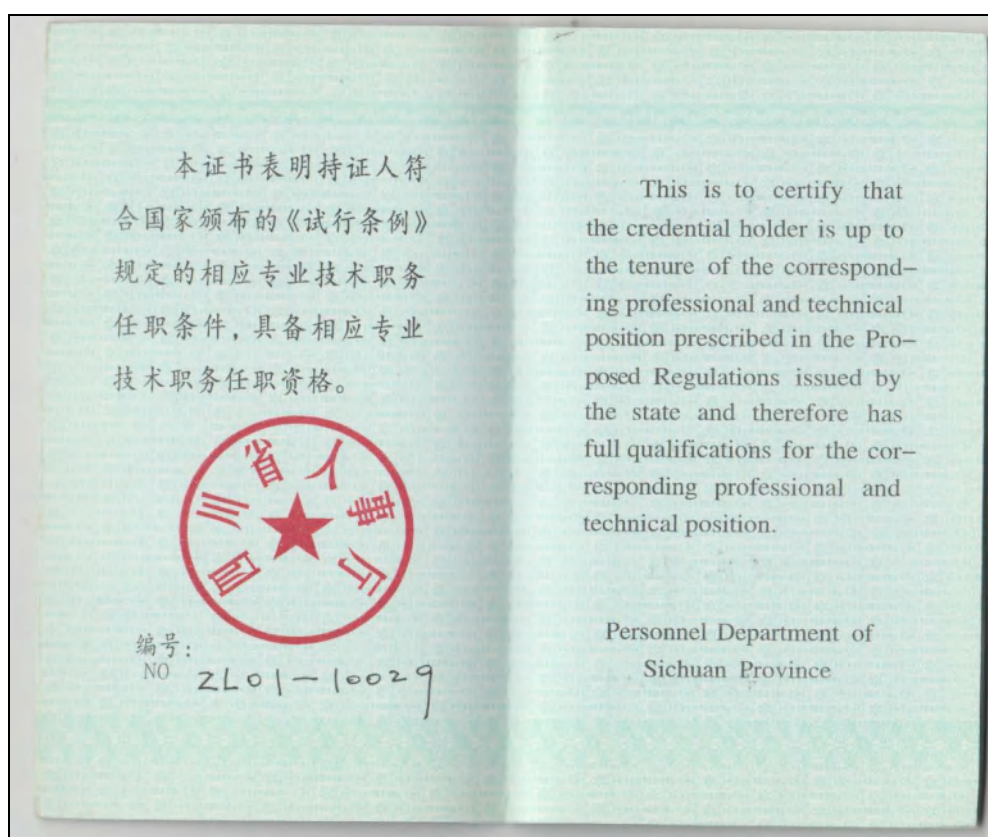 本证书表明持证人符
合国家颁布的《试行条例》
规定的相应专业技术职务
任职条件,具备相应专业
技术职务任职资格。
四川省人事厅
编号:
NO ZL01-10029
This is to certify that
the credential holder is up to
the tenure of the correspond-
ing professional and technical
position prescribed in the Pro-
posed Regulations issued by
the state and therefore has
full qualifications for the cor-
responding professional and
technical position.
Personnel Department of
Sichuan Province